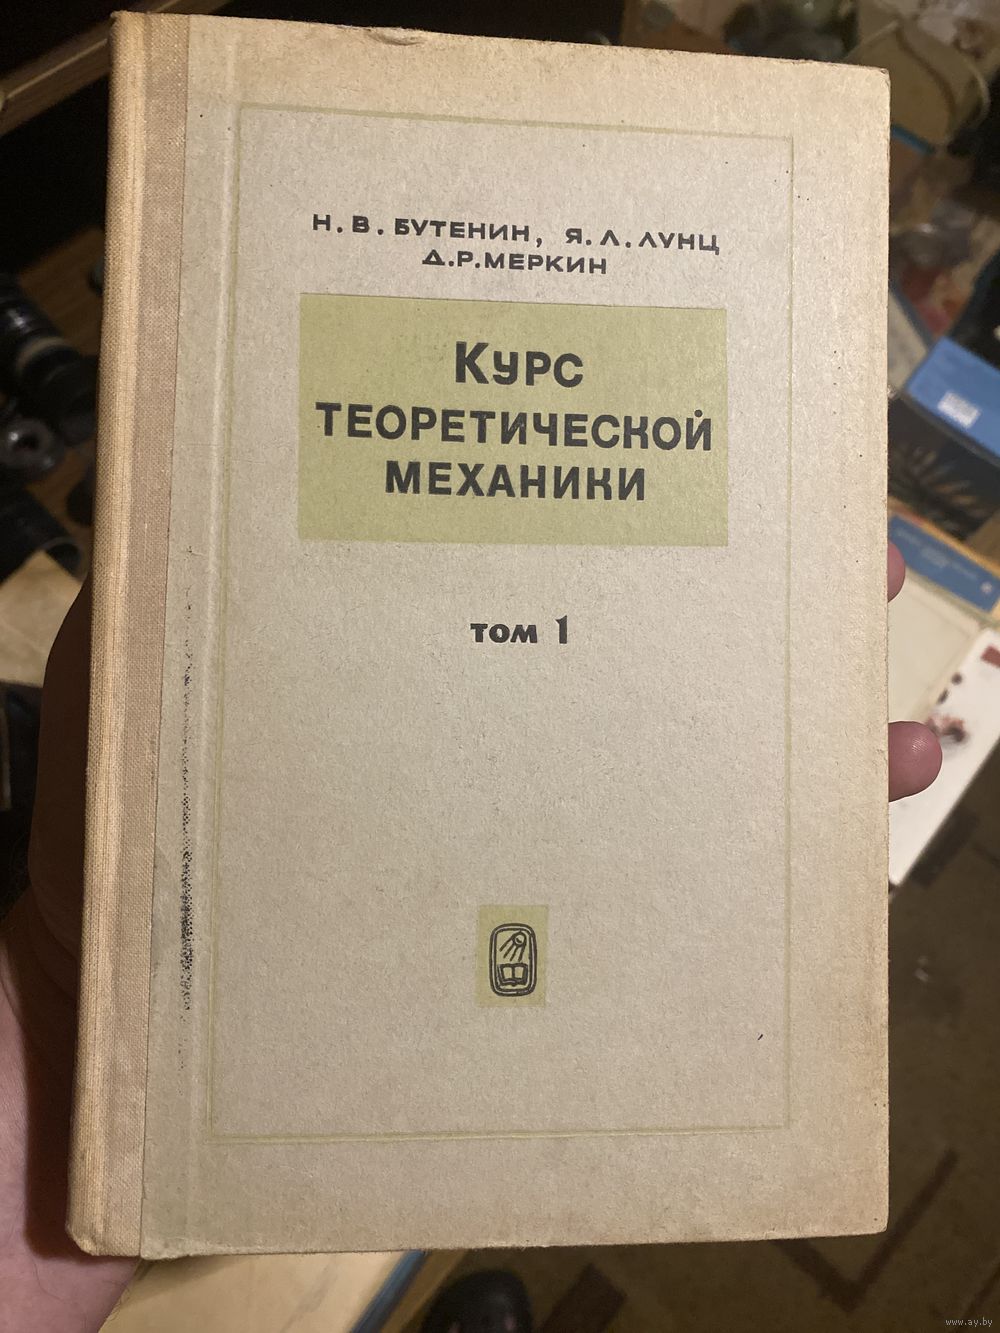 Н. В. БУТЕНИН, Я. Л. ЛУНЦ
Д. Р. МЕРКИН
КУРС
ТЕОРЕТИЧЕСКОЙ
МЕХАНИКИ
ТОМ 1
www.ay.by